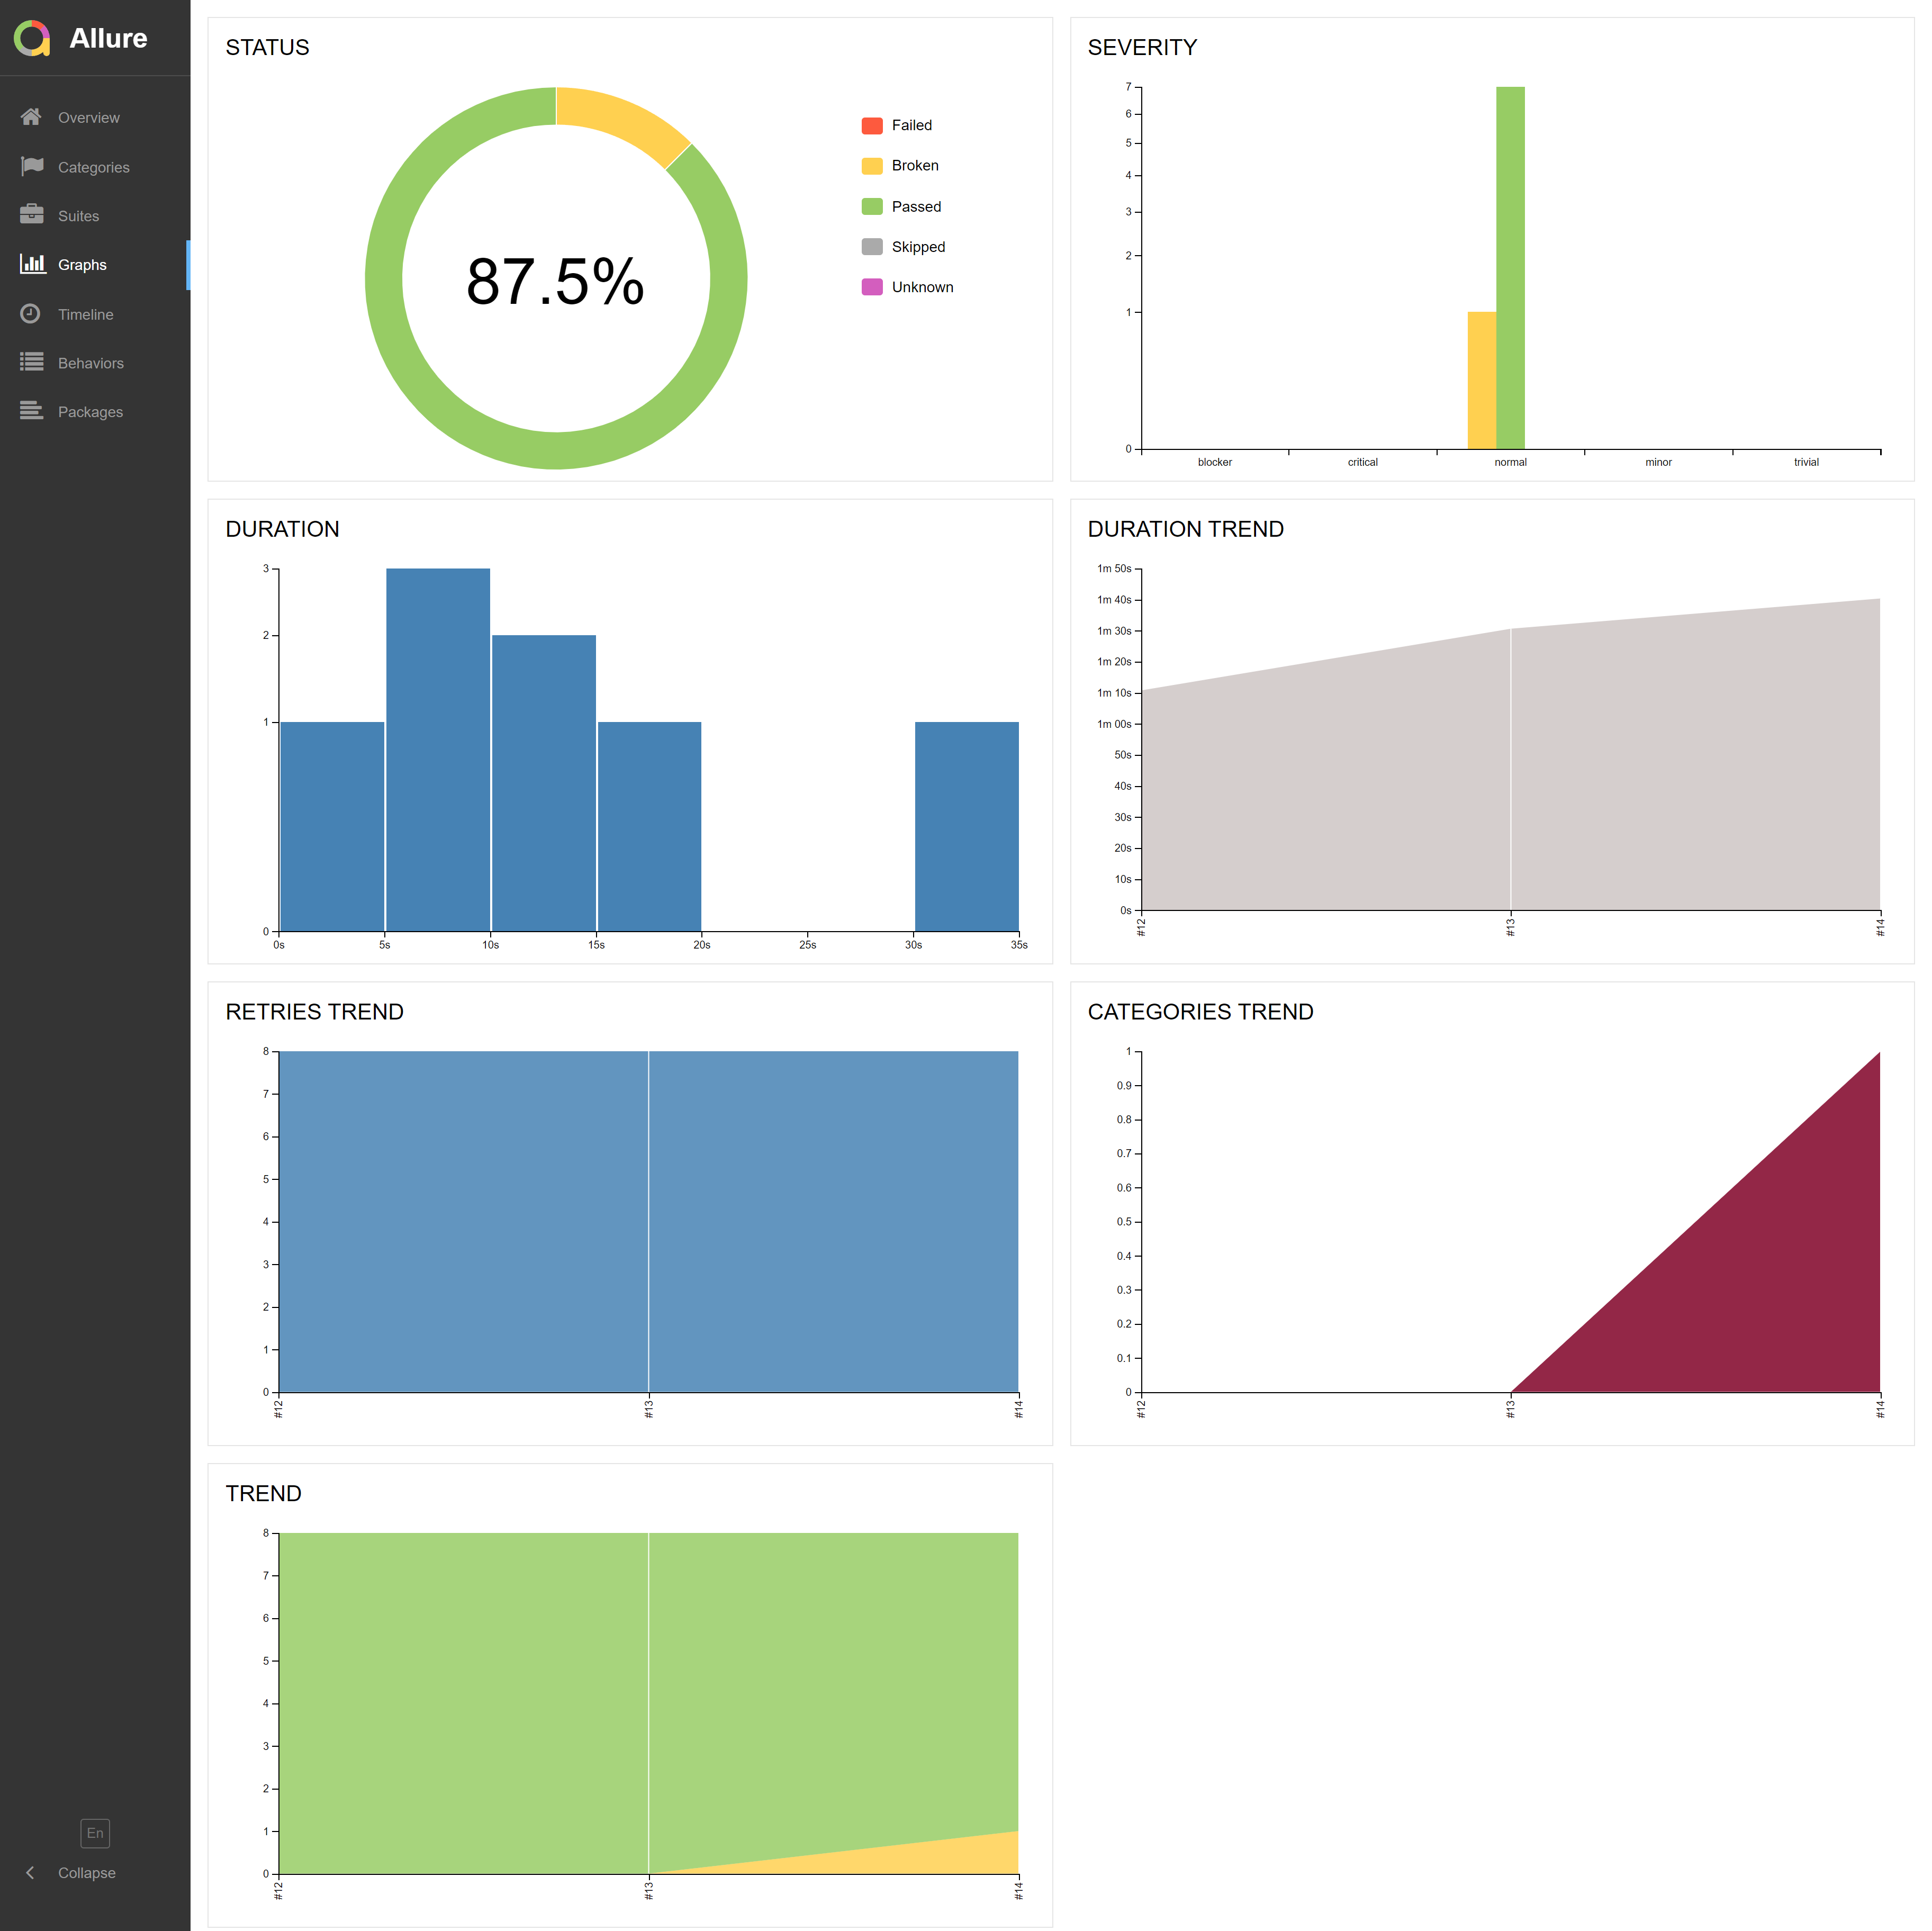 Allure
Overview
Categories
Suites
Graphs
Timeline
Behaviors
Packages
En
Collapse
STATUS
87.5%
Failed
Broken
Passed
Skipped
Unknown
SEVERITY
7
6
5
4
3
2
1
0
blocker critical normal minor trivial
DURATION
3
2
1
0
0s 5s 10s 15s 20s 25s 30s 35s
DURATION TREND
1m 50s
1m 40s
1m 30s
1m 20s
1m 10s
1m 00s
50s
40s
30s
20s
10s
0s
#12 #13 #14
RETRIES TREND
8
7
6
5
4
3
2
1
0
#12 #13 #14
CATEGORIES TREND
1
0.9
0.8
0.7
0.6
0.5
0.4
0.3
0.2
0.1
0
#12 #13 #14
TREND
8
7
6
5
4
3
2
1
0
#12 #13 #14